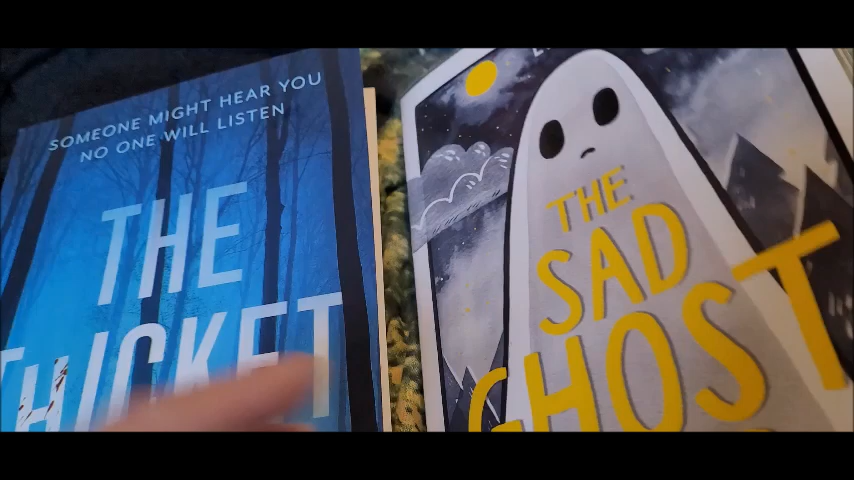 SOMEONE MIGHT HEAR YOU
NO ONE WILL LISTEN
THE
THICKET
THE
SAD
GHOST